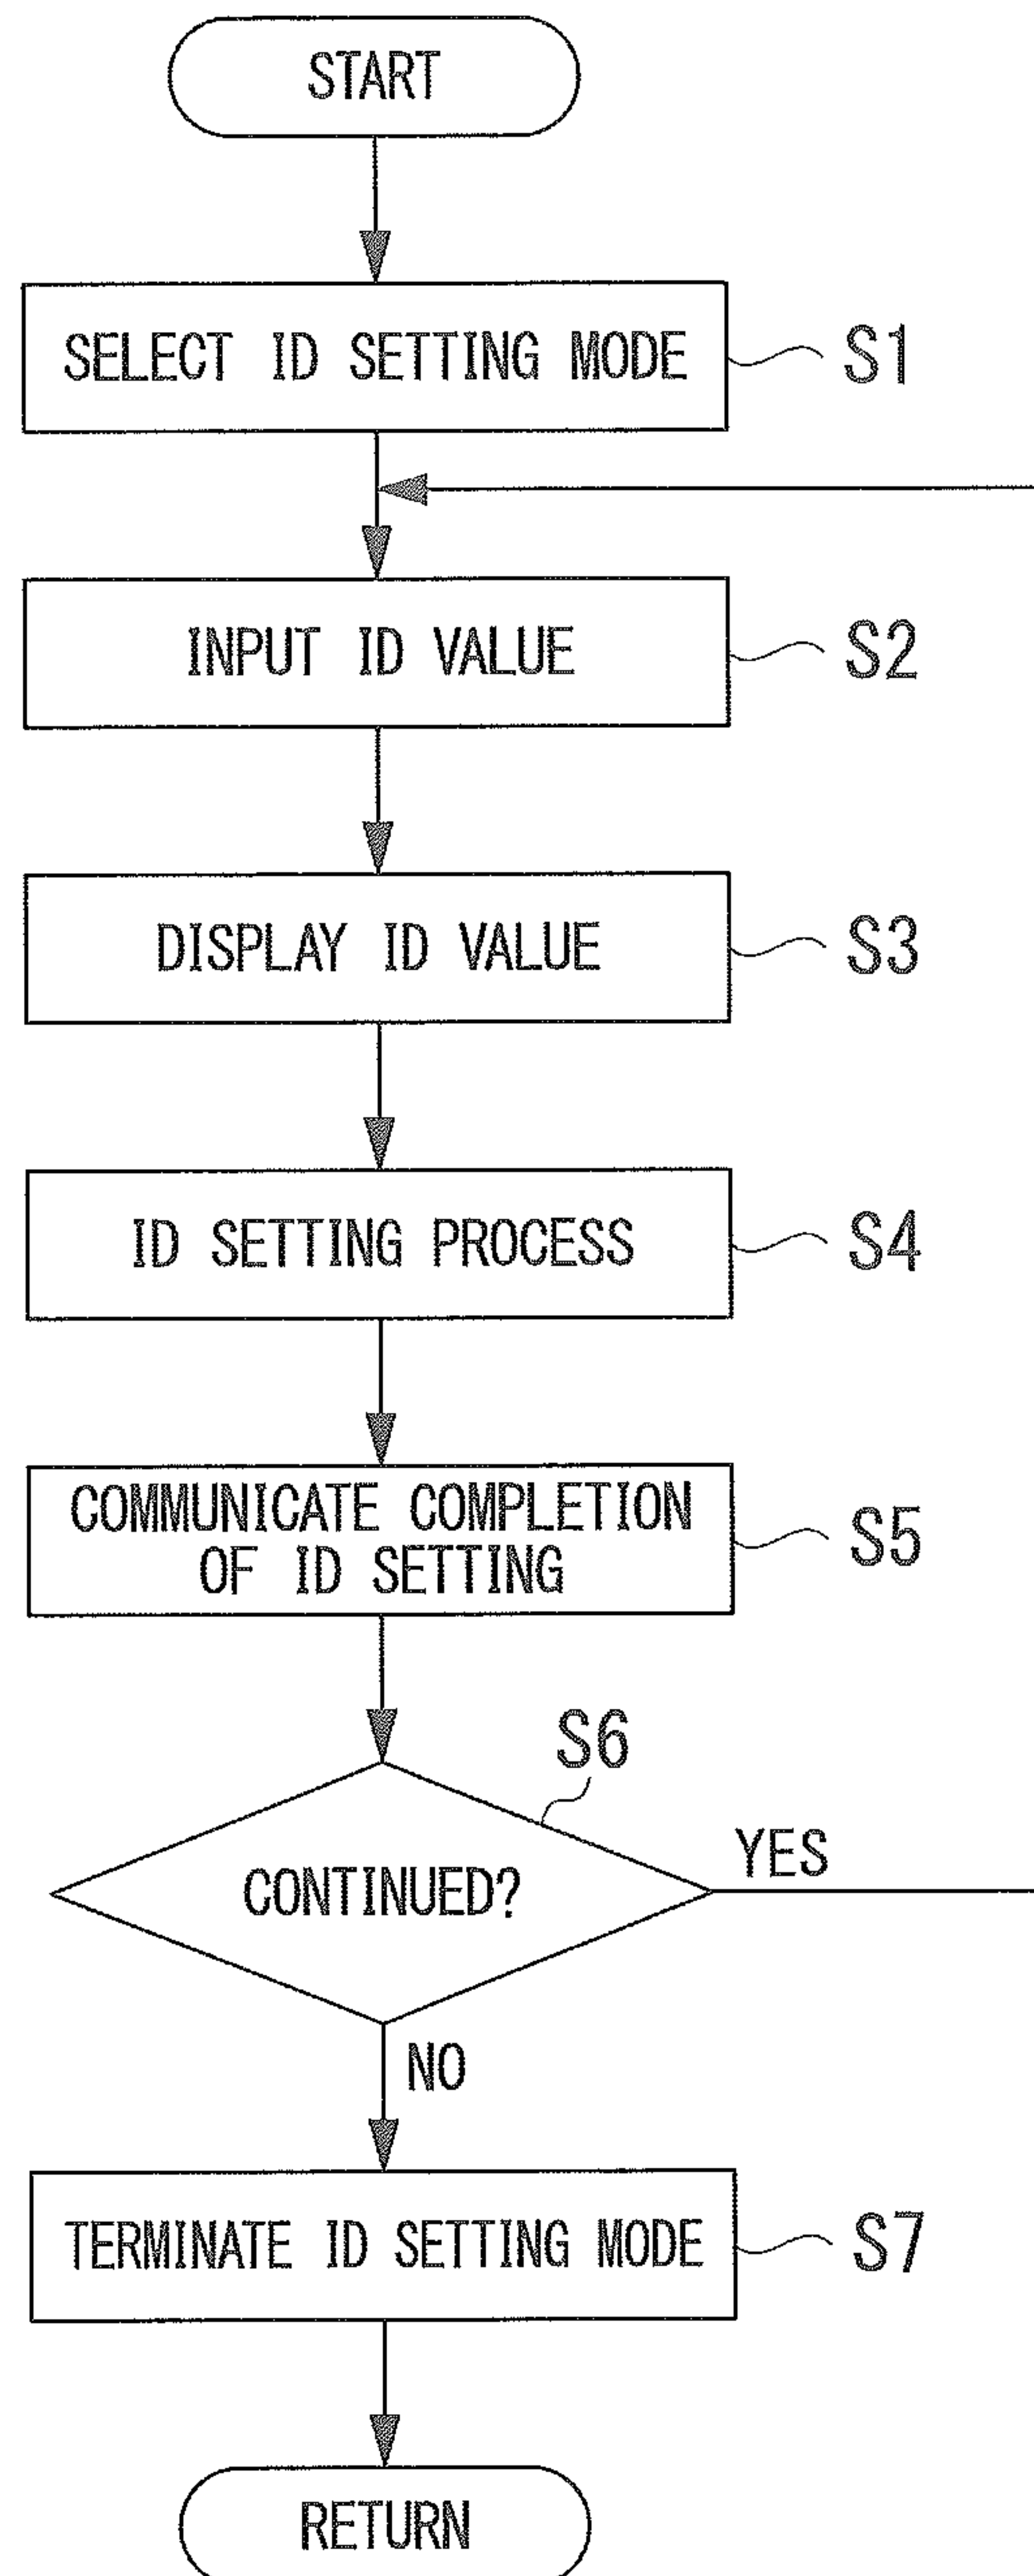 START
SELECT ID SETTING MODE
S1
INPUT ID VALUE
S2
DISPLAY ID VALUE
S3
ID SETTING PROCESS
S4
COMMUNICATE COMPLETION
OF ID SETTING
S5
S6
CONTINUED?
YES
NO
TERMINATE ID SETTING MODE
S7
RETURN